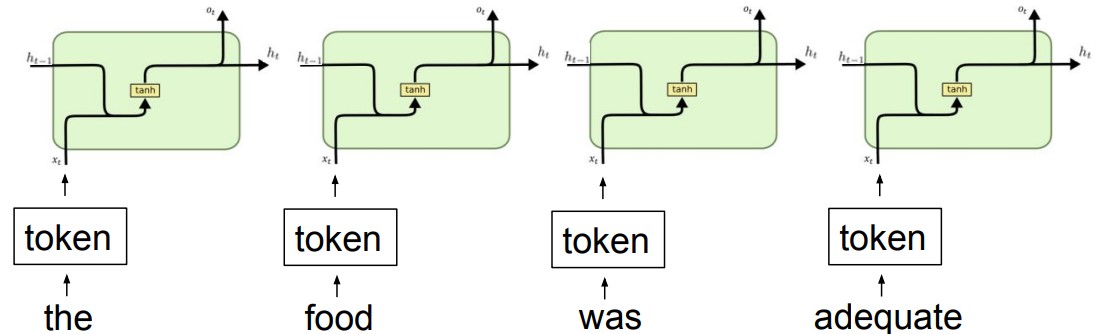 o_t o_t o_t o_t
h_{t-1} h_t h_{t-1} h_t h_{t-1} h_t h_{t-1} h_t
tanh tanh tanh tanh
x_t x_t x_t x_t
token token token token
the food was adequate